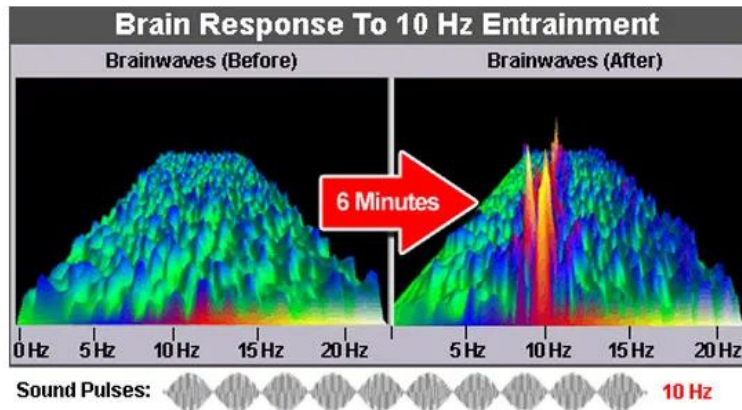 Brain Response To 10 Hz Entrainment
Brainwaves (Before)
Brainwaves (After)
6 Minutes
0 Hz 5 Hz 10 Hz 15 Hz 20 Hz
5 Hz 10 Hz 15 Hz 20 Hz
Sound Pulses: 10 Hz